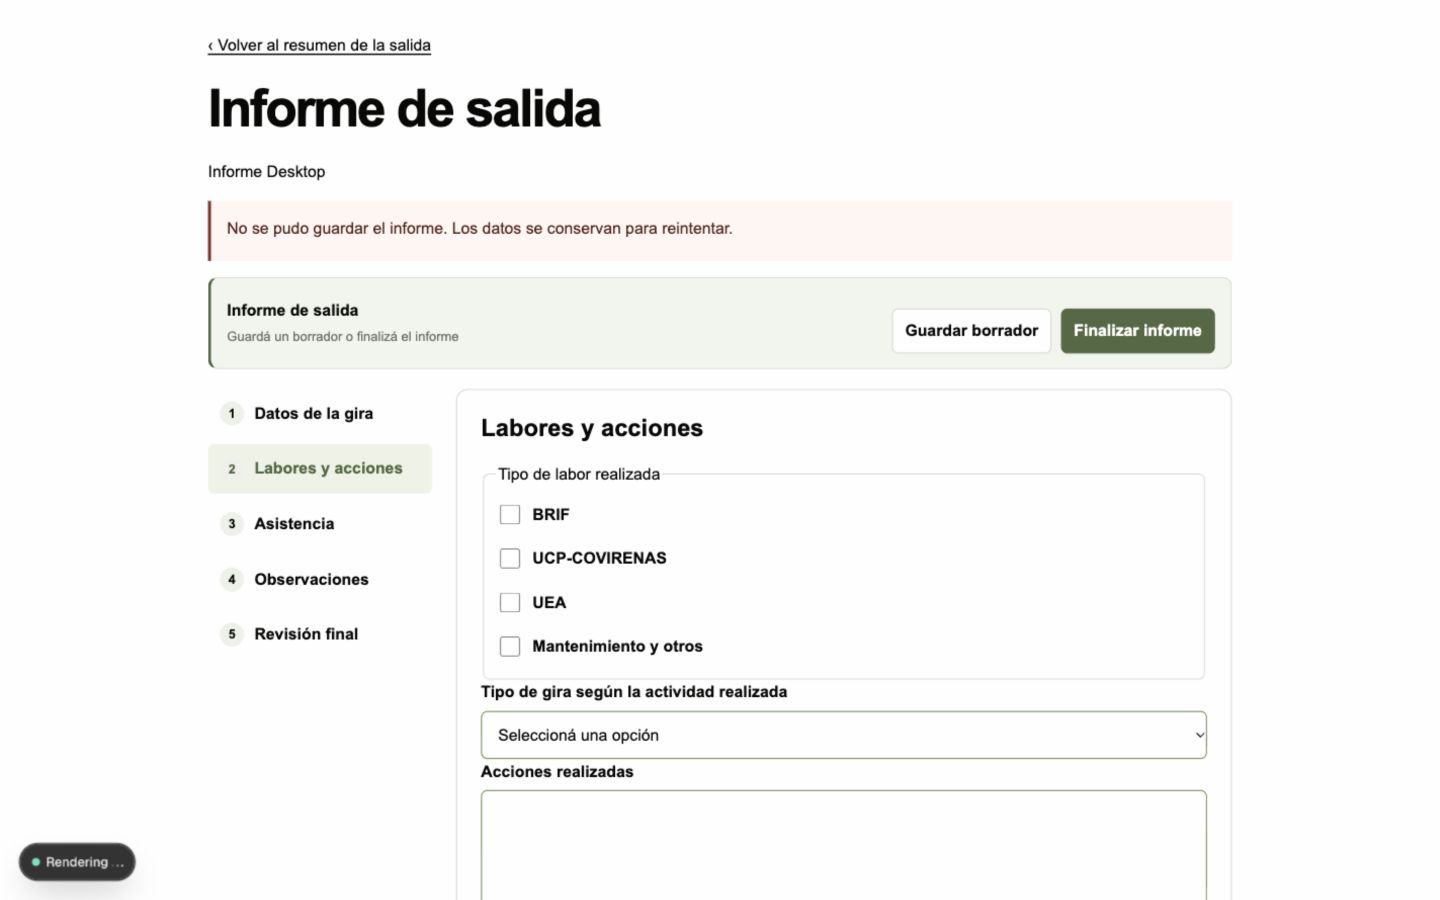 ‹ Volver al resumen de la salida
Informe de salida
Informe Desktop
No se pudo guardar el informe. Los datos se conservan para reintentar.
Informe de salida
Guardá un borrador o finalizá el informe
Guardar borrador
Finalizar informe
1 Datos de la gira
2 Labores y acciones
3 Asistencia
4 Observaciones
5 Revisión final
Labores y acciones
Tipo de labor realizada
BRIF
UCP-COVIRENAS
UEA
Mantenimiento y otros
Tipo de gira según la actividad realizada
Seleccioná una opción
Acciones realizadas
Rendering ...